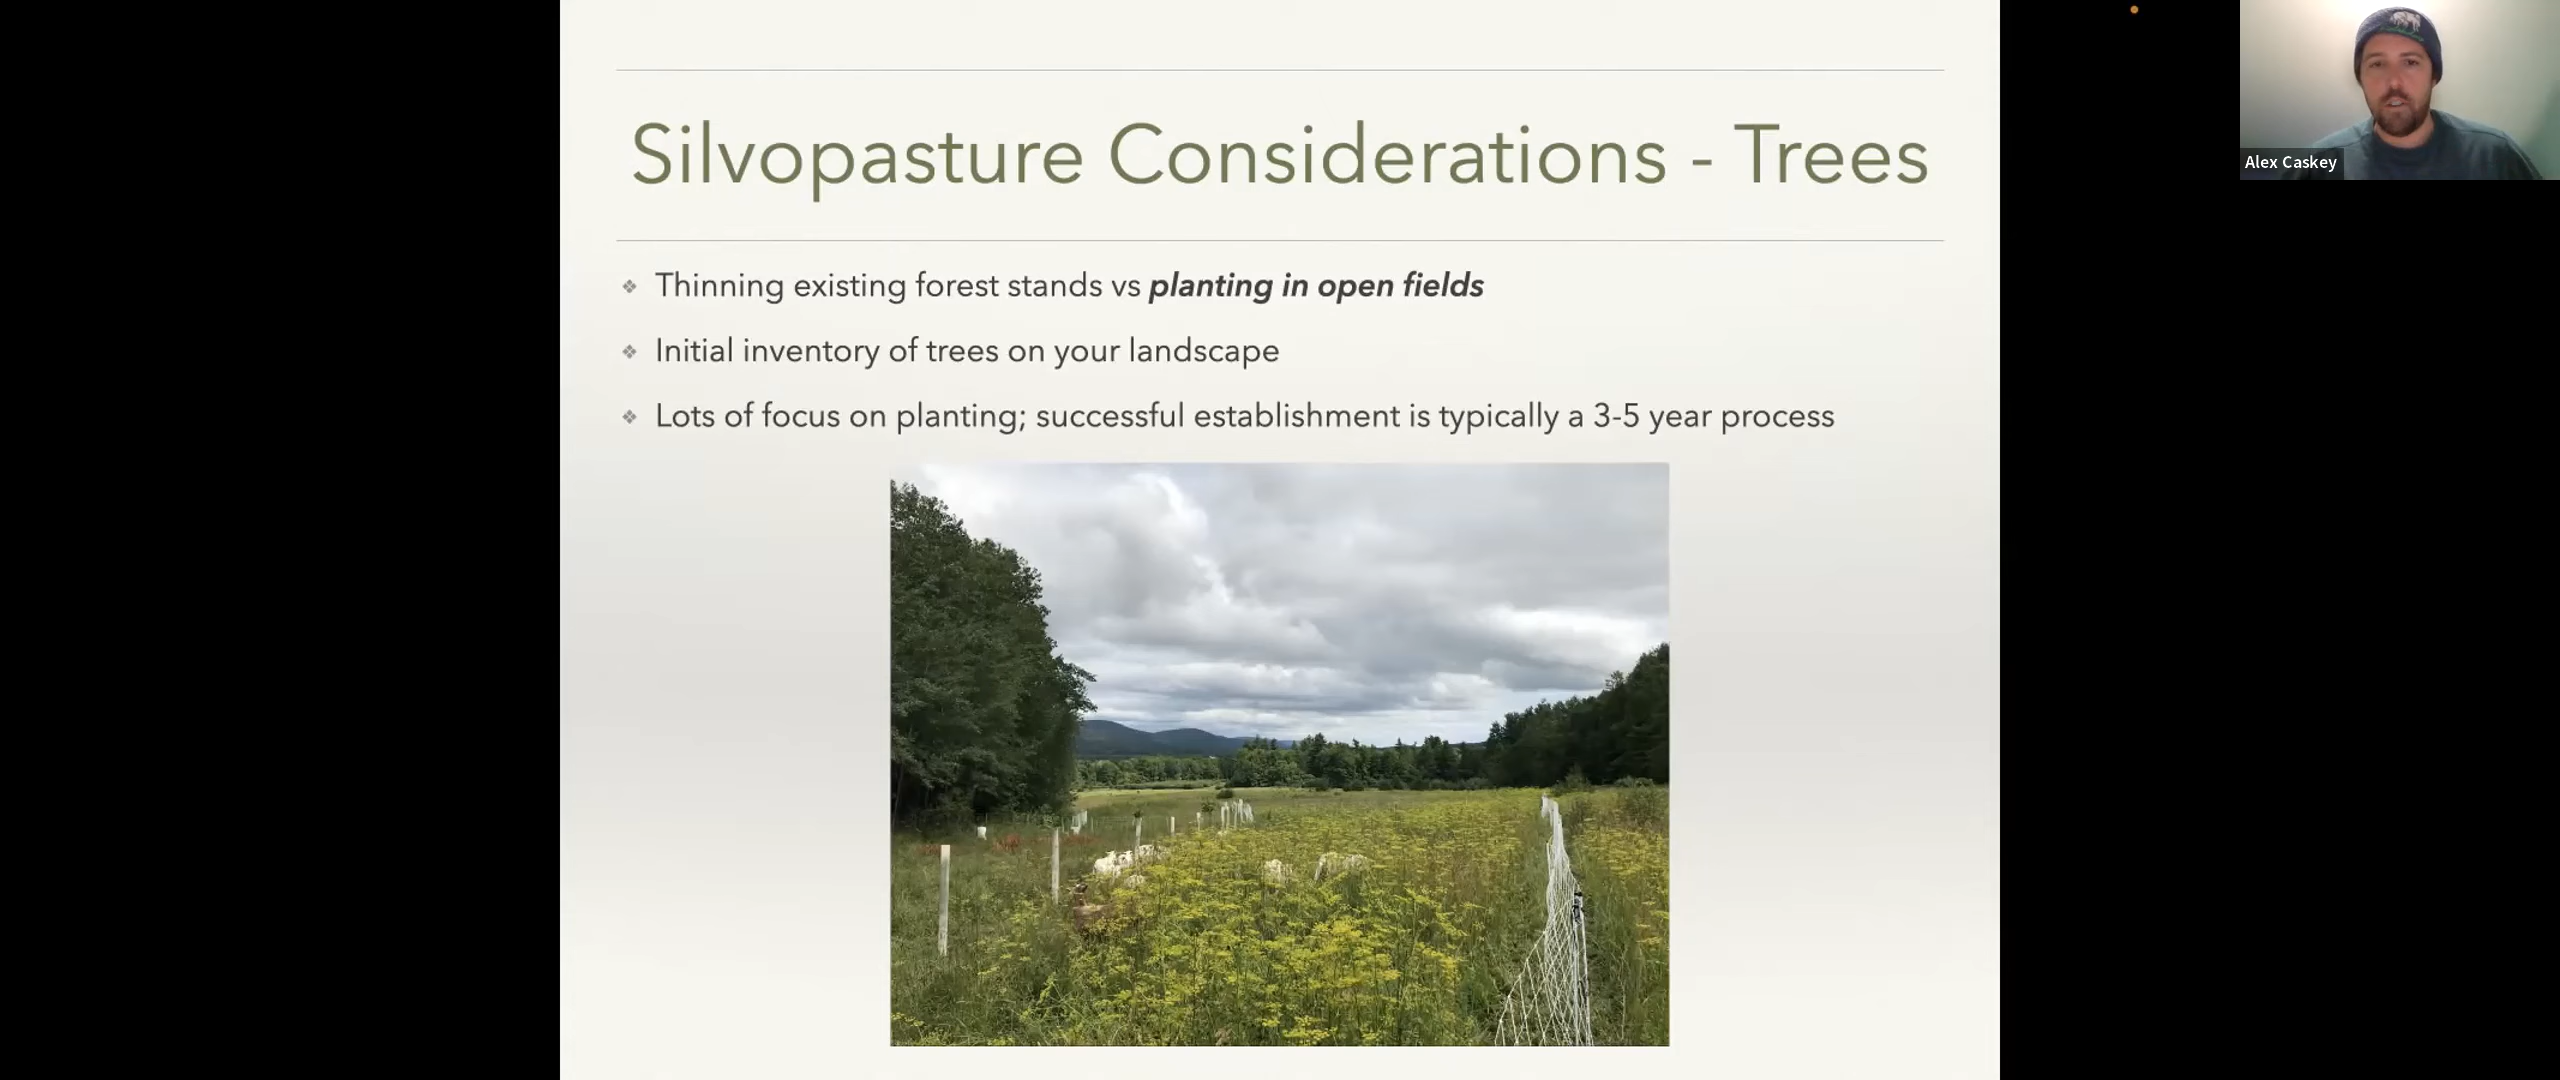 Silvopasture Considerations - Trees
Thinning existing forest stands vs planting in open fields
Initial inventory of trees on your landscape
Lots of focus on planting; successful establishment is typically a 3-5 year process
Alex Caskey